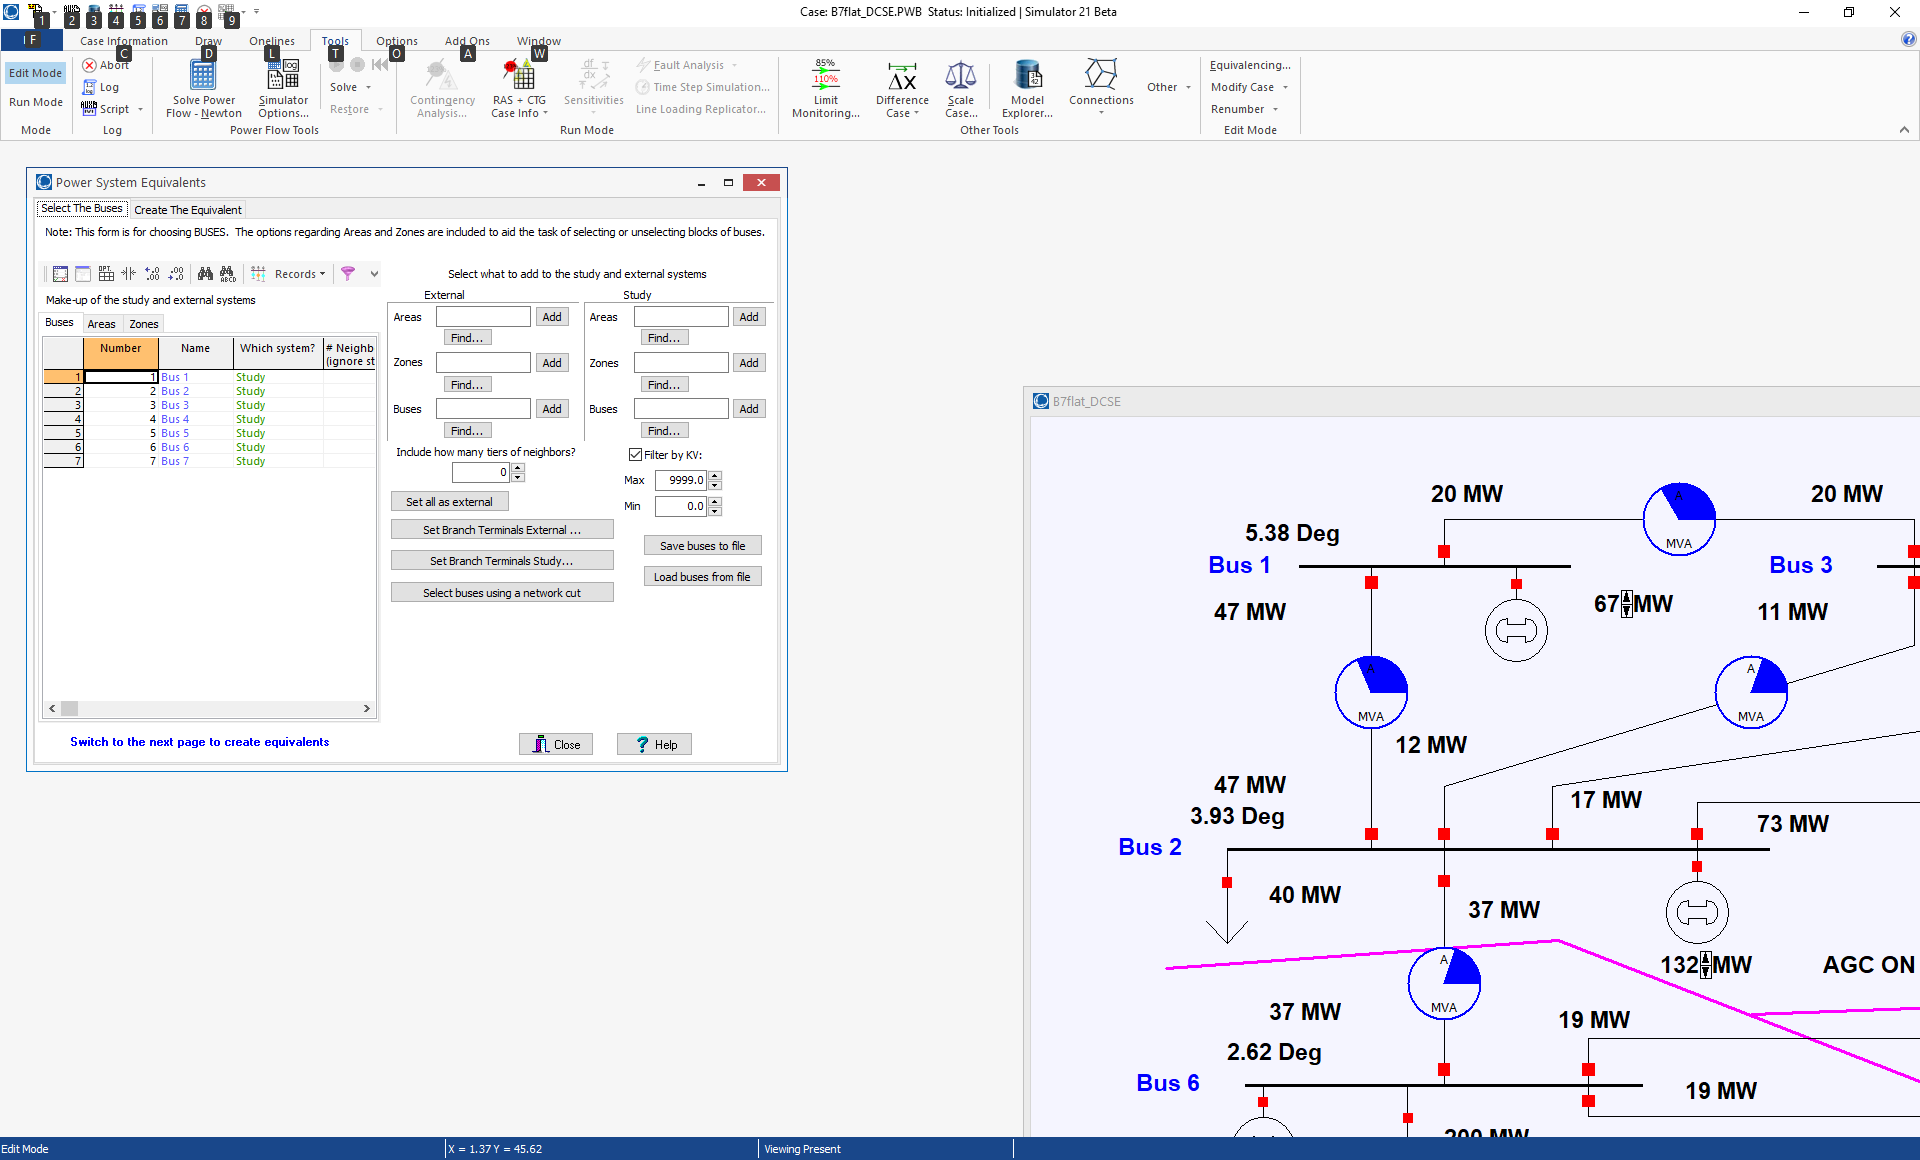 1 2 3 4 5 6 7 8 9
Case: B7flat_DCSE.PWB Status: Initialized | Simulator 21 Beta
F Case Information Draw Onelines Tools Options Add Ons Window
C D L T O A W
Edit Mode
Run Mode
Mode
Abort
Log
Script
Log
Solve Power
Flow - Newton
Simulator
Options...
Solve
Restore
Power Flow Tools
Contingency
Analysis...
RAS + CTG
Case Info
Sensitivities
Fault Analysis
Time Step Simulation...
Line Loading Replicator...
Run Mode
85%
110%
Limit
Monitoring...
ΔX
Difference
Case
Scale
Case...
Model
Explorer...
Connections
Other
Other Tools
Equivalencing...
Modify Case
Renumber
Edit Mode
Power System Equivalents
Select The Buses Create The Equivalent
Note: This form is for choosing BUSES. The options regarding Areas and Zones are included to aid the task of selecting or unselecting blocks of buses.
Records
Make-up of the study and external systems
Buses Areas Zones
Number Name Which system? # Neighb
(ignore st
1 1 Bus 1 Study
2 2 Bus 2 Study
3 3 Bus 3 Study
4 4 Bus 4 Study
5 5 Bus 5 Study
6 6 Bus 6 Study
7 7 Bus 7 Study
Switch to the next page to create equivalents
Select what to add to the study and external systems
External Study
Areas Add Areas Add
Find... Find...
Zones Add Zones Add
Find... Find...
Buses Add Buses Add
Find... Find...
Include how many tiers of neighbors?
0
Filter by KV:
Max 9999.0
Min 0.0
Set all as external
Set Branch Terminals External ...
Set Branch Terminals Study...
Select buses using a network cut
Save buses to file
Load buses from file
Close Help
B7flat_DCSE
20 MW A MVA 20 MW
5.38 Deg
Bus 1 Bus 3
47 MW 67 MW 11 MW
A MVA A MVA
12 MW
47 MW
3.93 Deg 17 MW
73 MW
Bus 2
40 MW 37 MW
A MVA
132 MW AGC ON
37 MW 19 MW
2.62 Deg
Bus 6 19 MW
200 MW
Edit Mode X = 1.37 Y = 45.62 Viewing Present